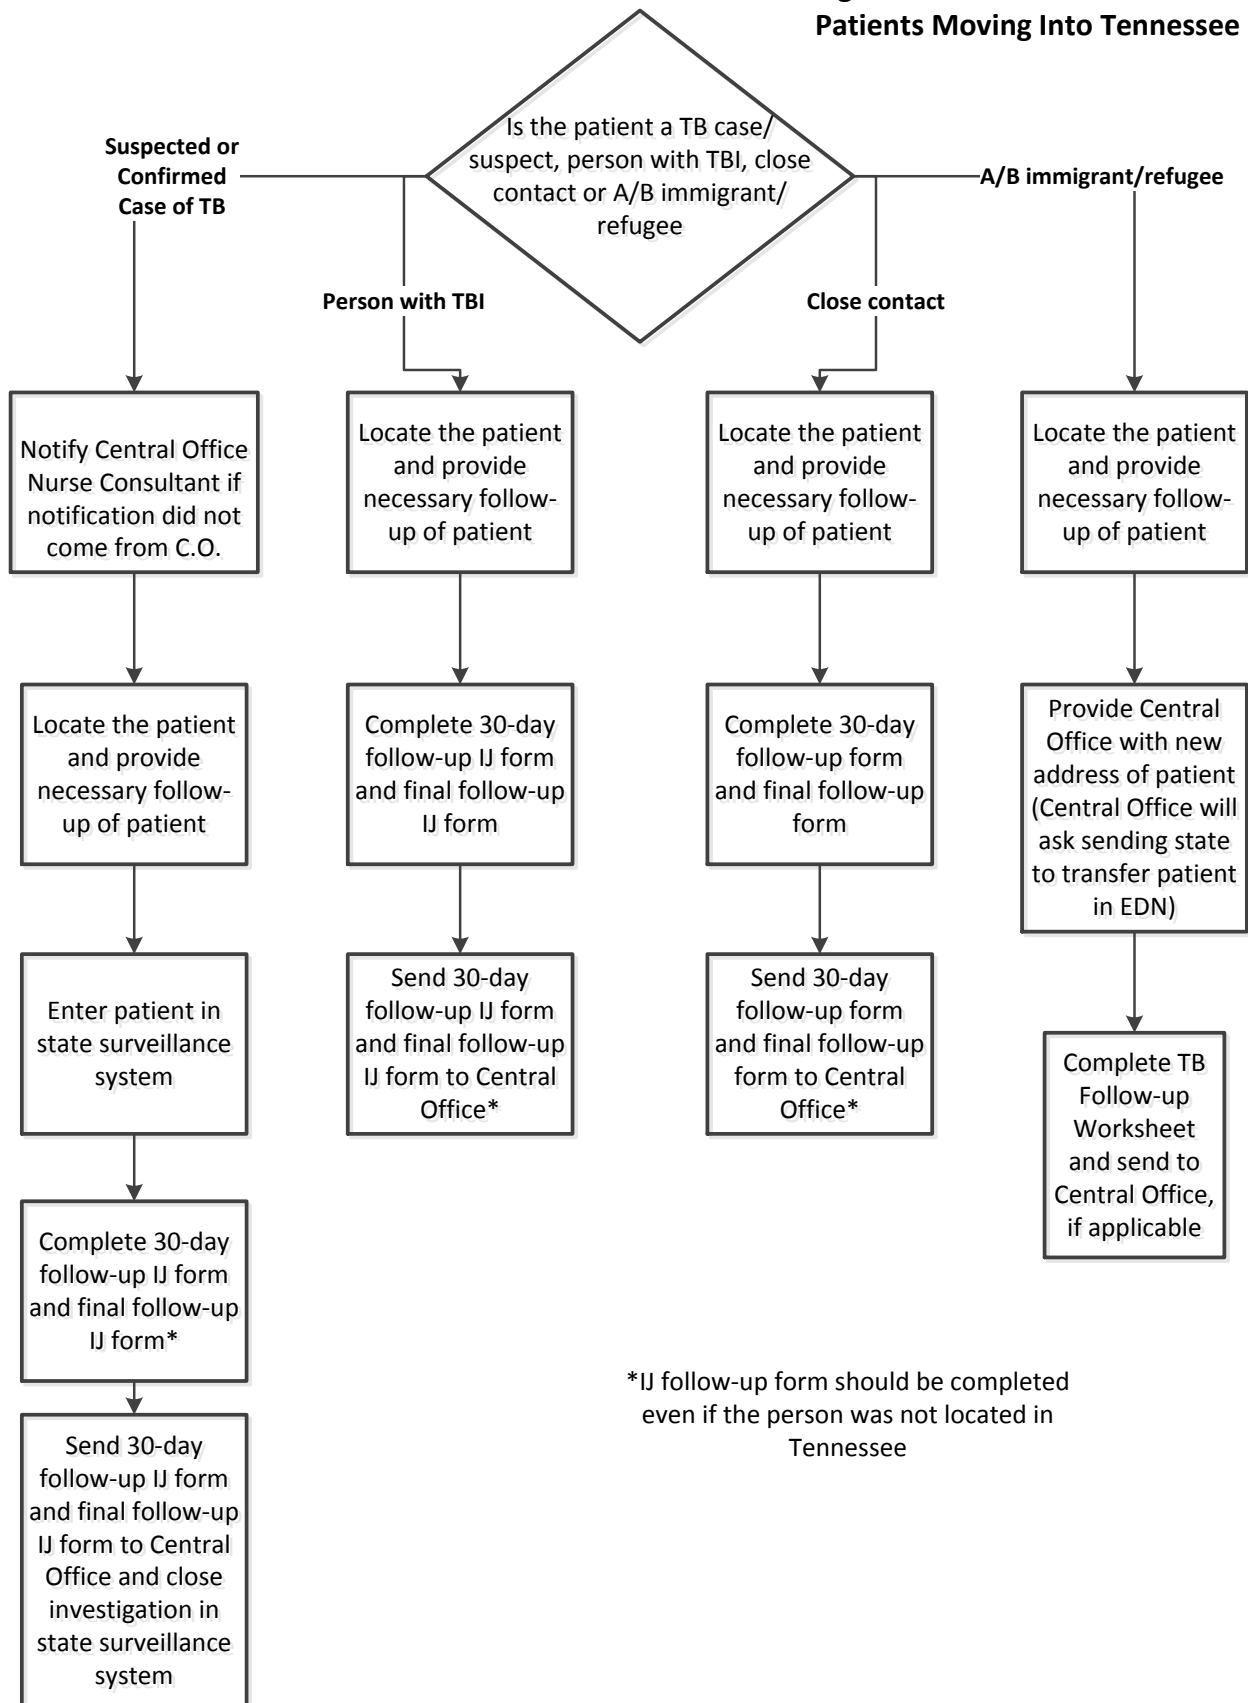 Patients Moving Into Tennessee
Is the patient a TB case/
suspect, person with TBI, close
contact or A/B immigrant/
refugee
Suspected or
Confirmed
Case of TB
Person with TBI
Close contact
A/B immigrant/refugee
Notify Central Office
Nurse Consultant if
notification did not
come from C.O.
Locate the patient
and provide
necessary follow-
up of patient
Enter patient in
state surveillance
system
Complete 30-day
follow-up IJ form
and final follow-up
IJ form*
Send 30-day
follow-up IJ form
and final follow-up
IJ form to Central
Office and close
investigation in
state surveillance
system
Locate the patient
and provide
necessary follow-
up of patient
Complete 30-day
follow-up IJ form
and final follow-up
IJ form
Send 30-day
follow-up IJ form
and final follow-up
IJ form to Central
Office*
Locate the patient
and provide
necessary follow-
up of patient
Complete 30-day
follow-up form
and final follow-up
form
Send 30-day
follow-up form
and final follow-up
form to Central
Office*
Locate the patient
and provide
necessary follow-
up of patient
Provide Central
Office with new
address of patient
(Central Office will
ask sending state
to transfer patient
in EDN)
Complete TB
Follow-up
Worksheet
and send to
Central Office,
if applicable
*IJ follow-up form should be completed
even if the person was not located in
Tennessee